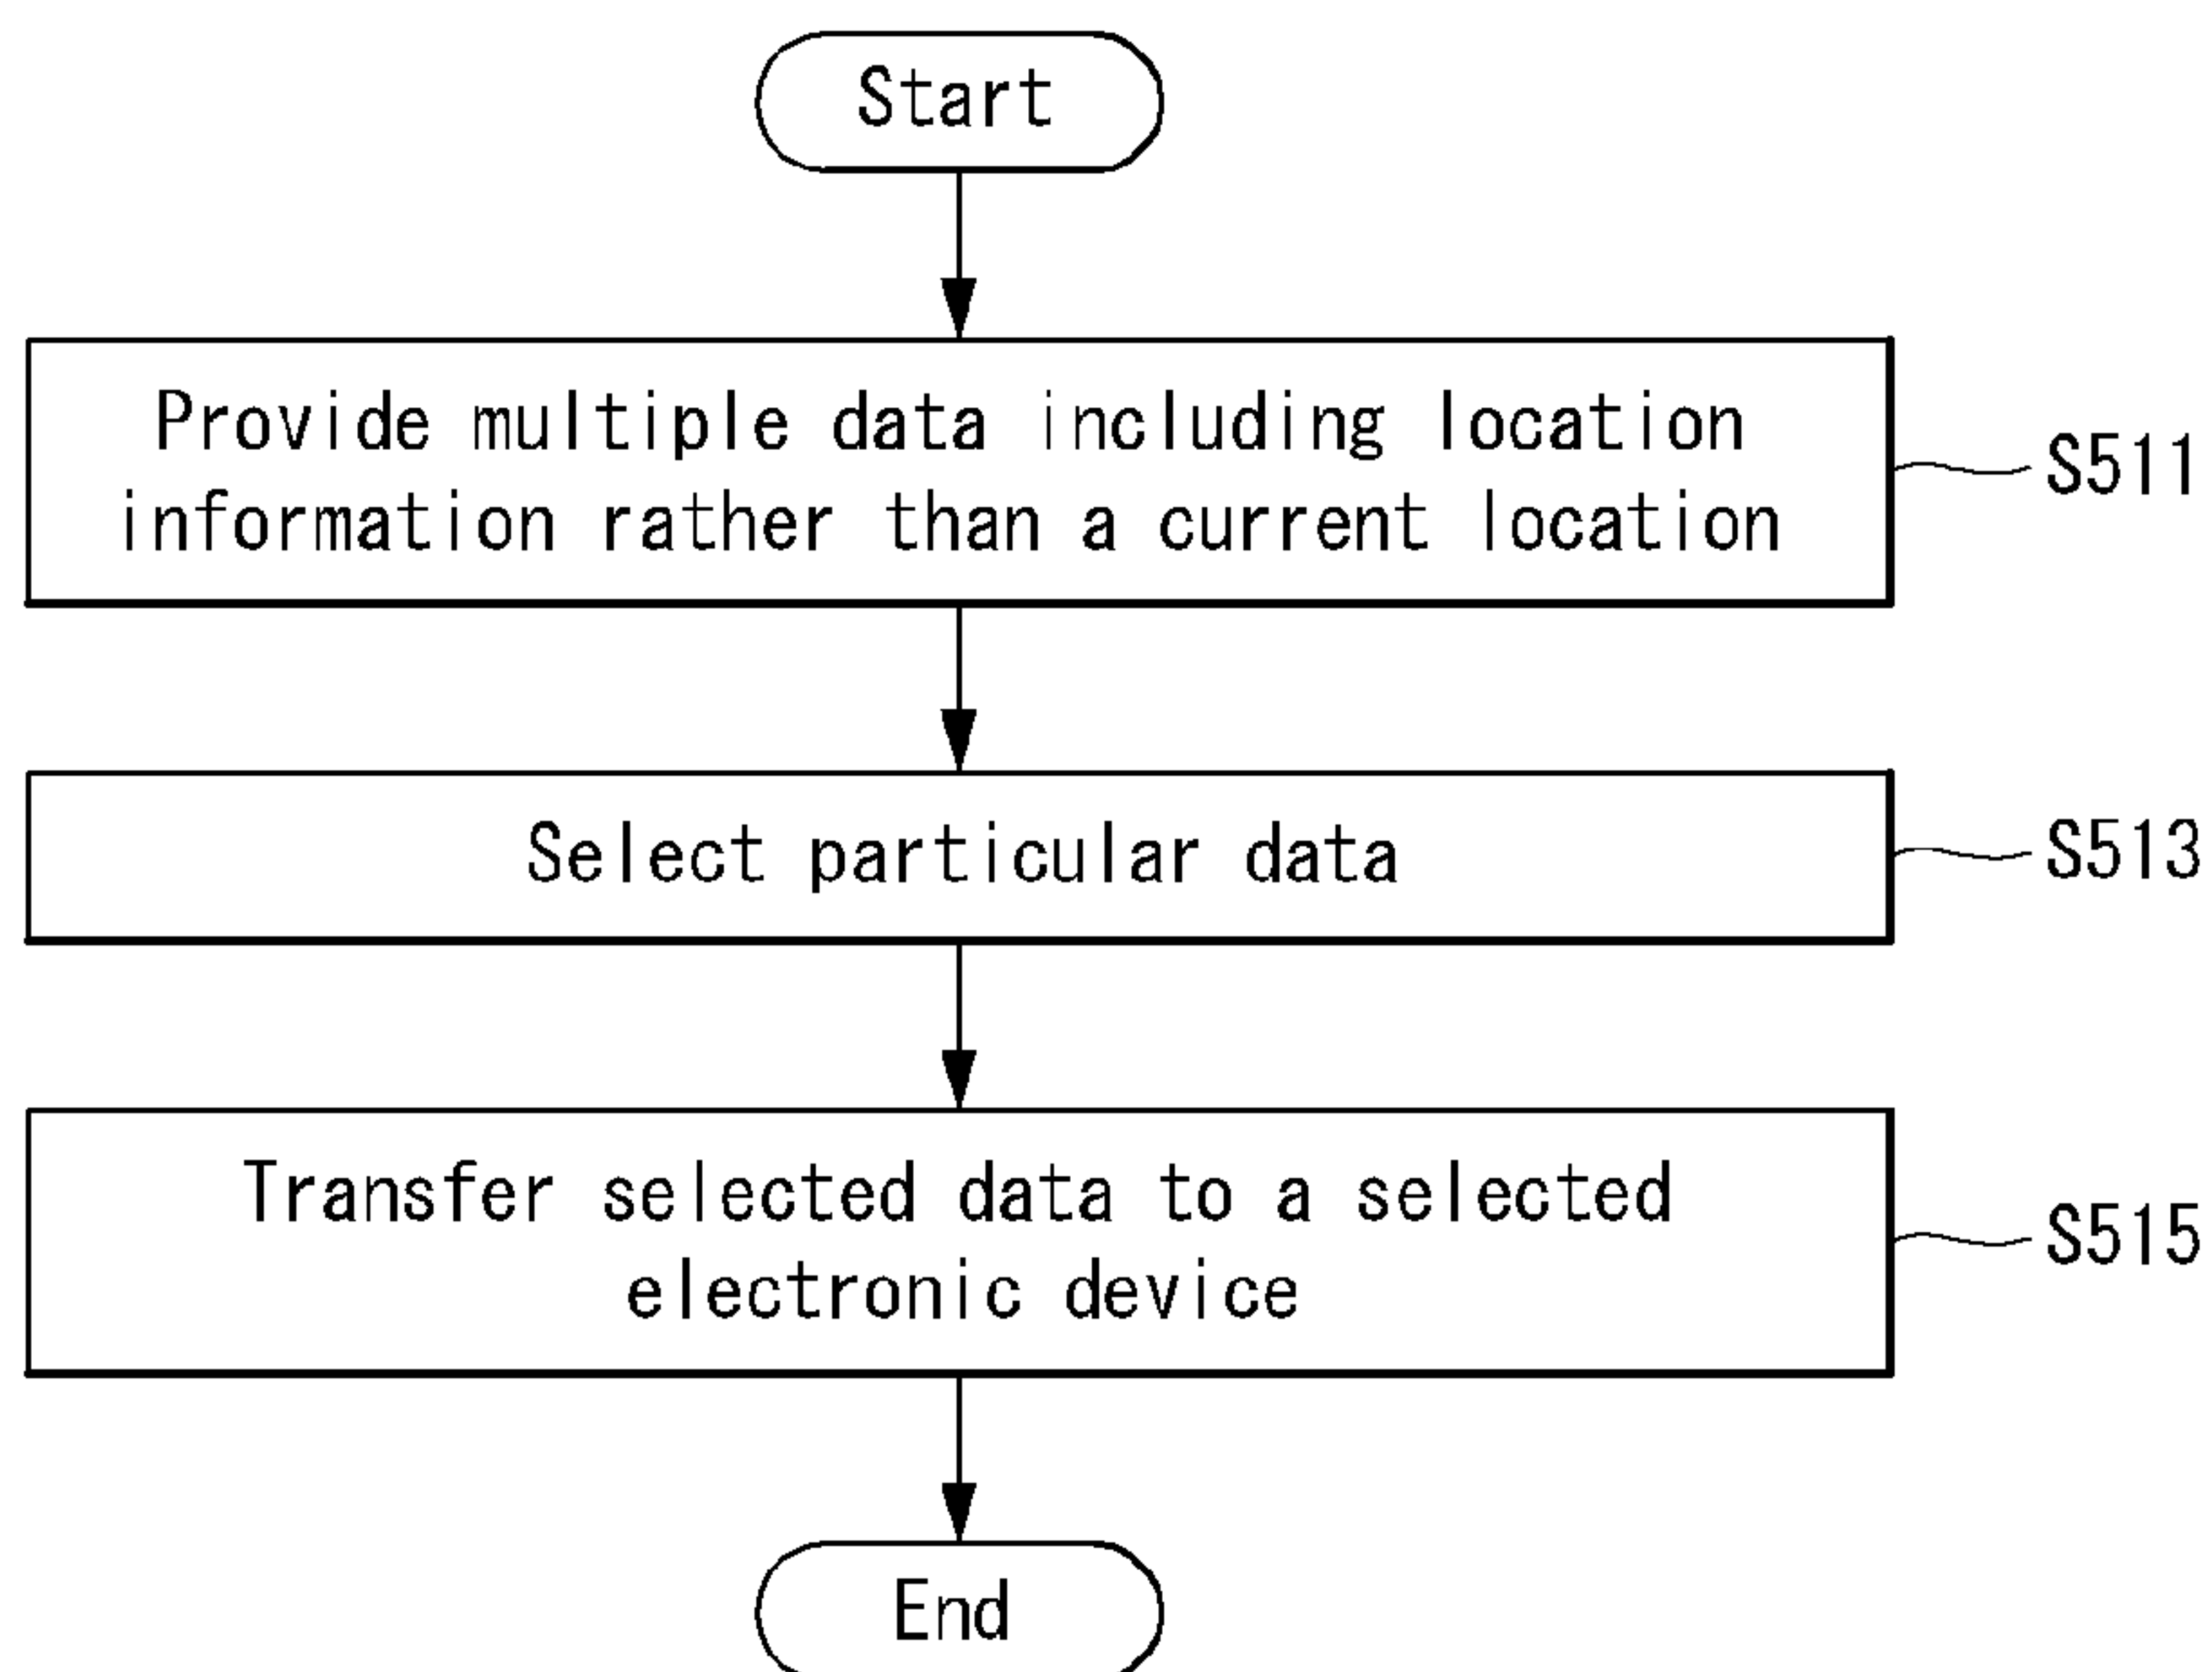 Start
Provide multiple data including location
information rather than a current location
S511
Select particular data
S513
Transfer selected data to a selected
electronic device
S515
End